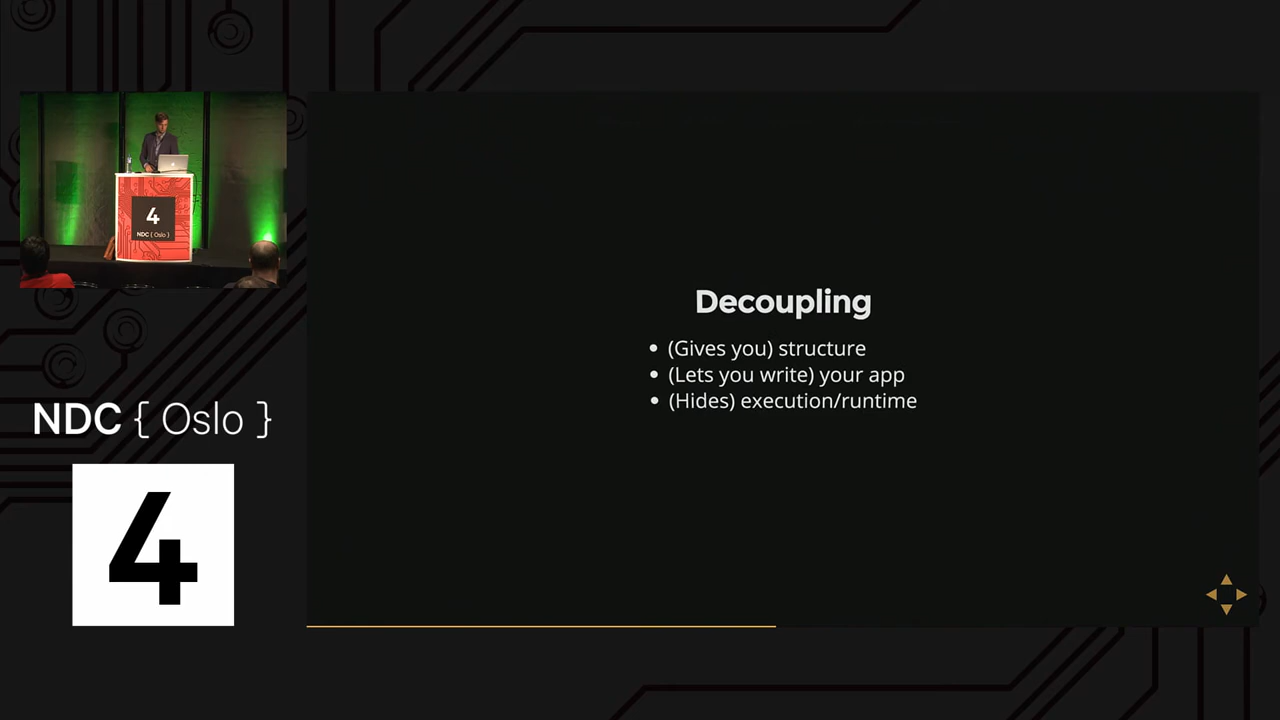 4
NDC { Oslo }
NDC { Oslo }
4
Decoupling
• (Gives you) structure
• (Lets you write) your app
• (Hides) execution/runtime